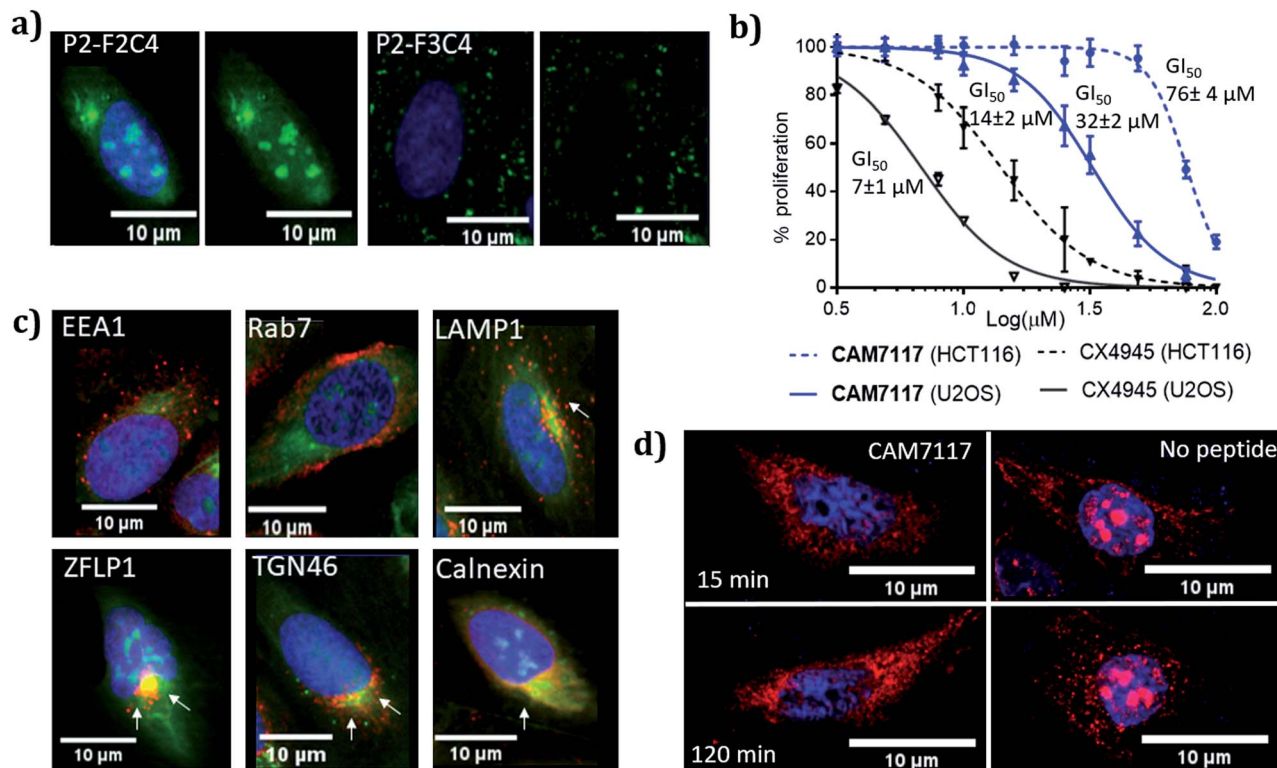 a)
P2-F2C4
P2-F3C4
10 µm
10 µm
10 µm
10 µm
b)
% proliferation
100
80
60
40
20
0
0.5
1.0
1.5
2.0
Log(µM)
GI50
7±1 µM
GI50
14±2 µM
GI50
32±2 µM
GI50
76± 4 µM
CAM7117 (HCT116)
CX4945 (HCT116)
CAM7117 (U2OS)
CX4945 (U2OS)
c)
EEA1
Rab7
LAMP1
10 µm
10 µm
10 µm
ZFLP1
TGN46
Calnexin
10 µm
10 µm
10 µm
d)
CAM7117
No peptide
15 min
10 µm
10 µm
120 min
10 µm
10 µm